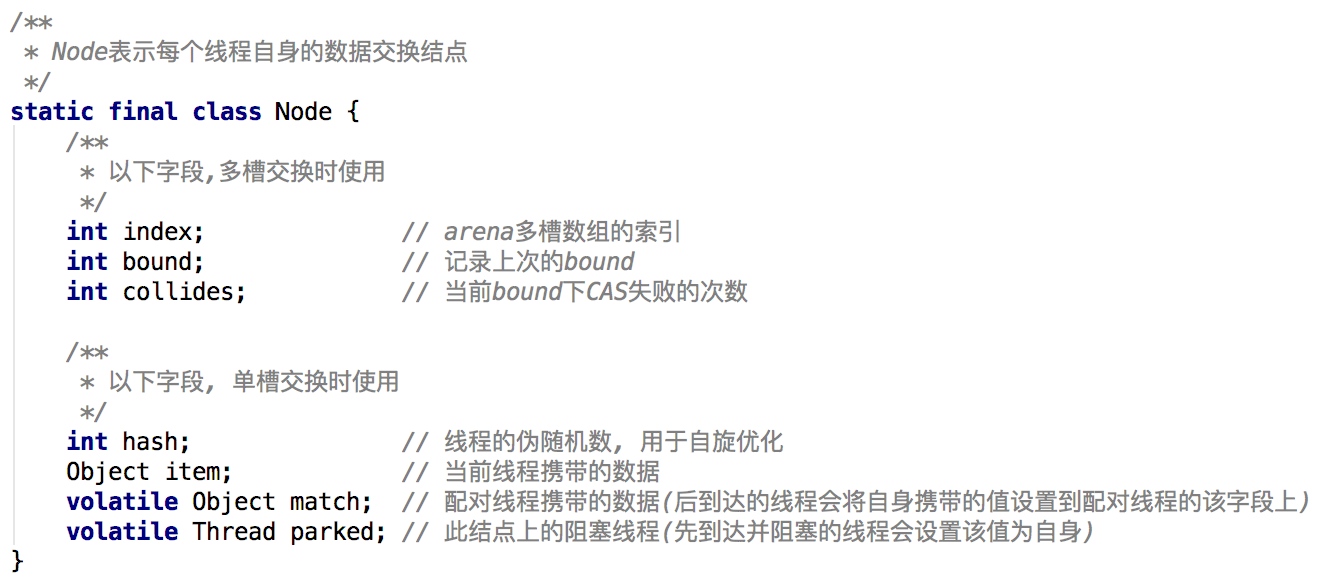 /**
 * Node表示每个线程自身的数据交换结点
 */
static final class Node {
    /**
     * 以下字段,多槽交换时使用
     */
    int index;              // arena多槽数组的索引
    int bound;              // 记录上次的bound
    int collides;           // 当前bound下CAS失败的次数

    /**
     * 以下字段, 单槽交换时使用
     */
    int hash;               // 线程的伪随机数, 用于自旋优化
    Object item;            // 当前线程携带的数据
    volatile Object match;  // 配对线程携带的数据(后到达的线程会将自身携带的值设置到配对线程的该字段上)
    volatile Thread parked; // 此结点上的阻塞线程(先到达并阻塞的线程会设置该值为自身)
}